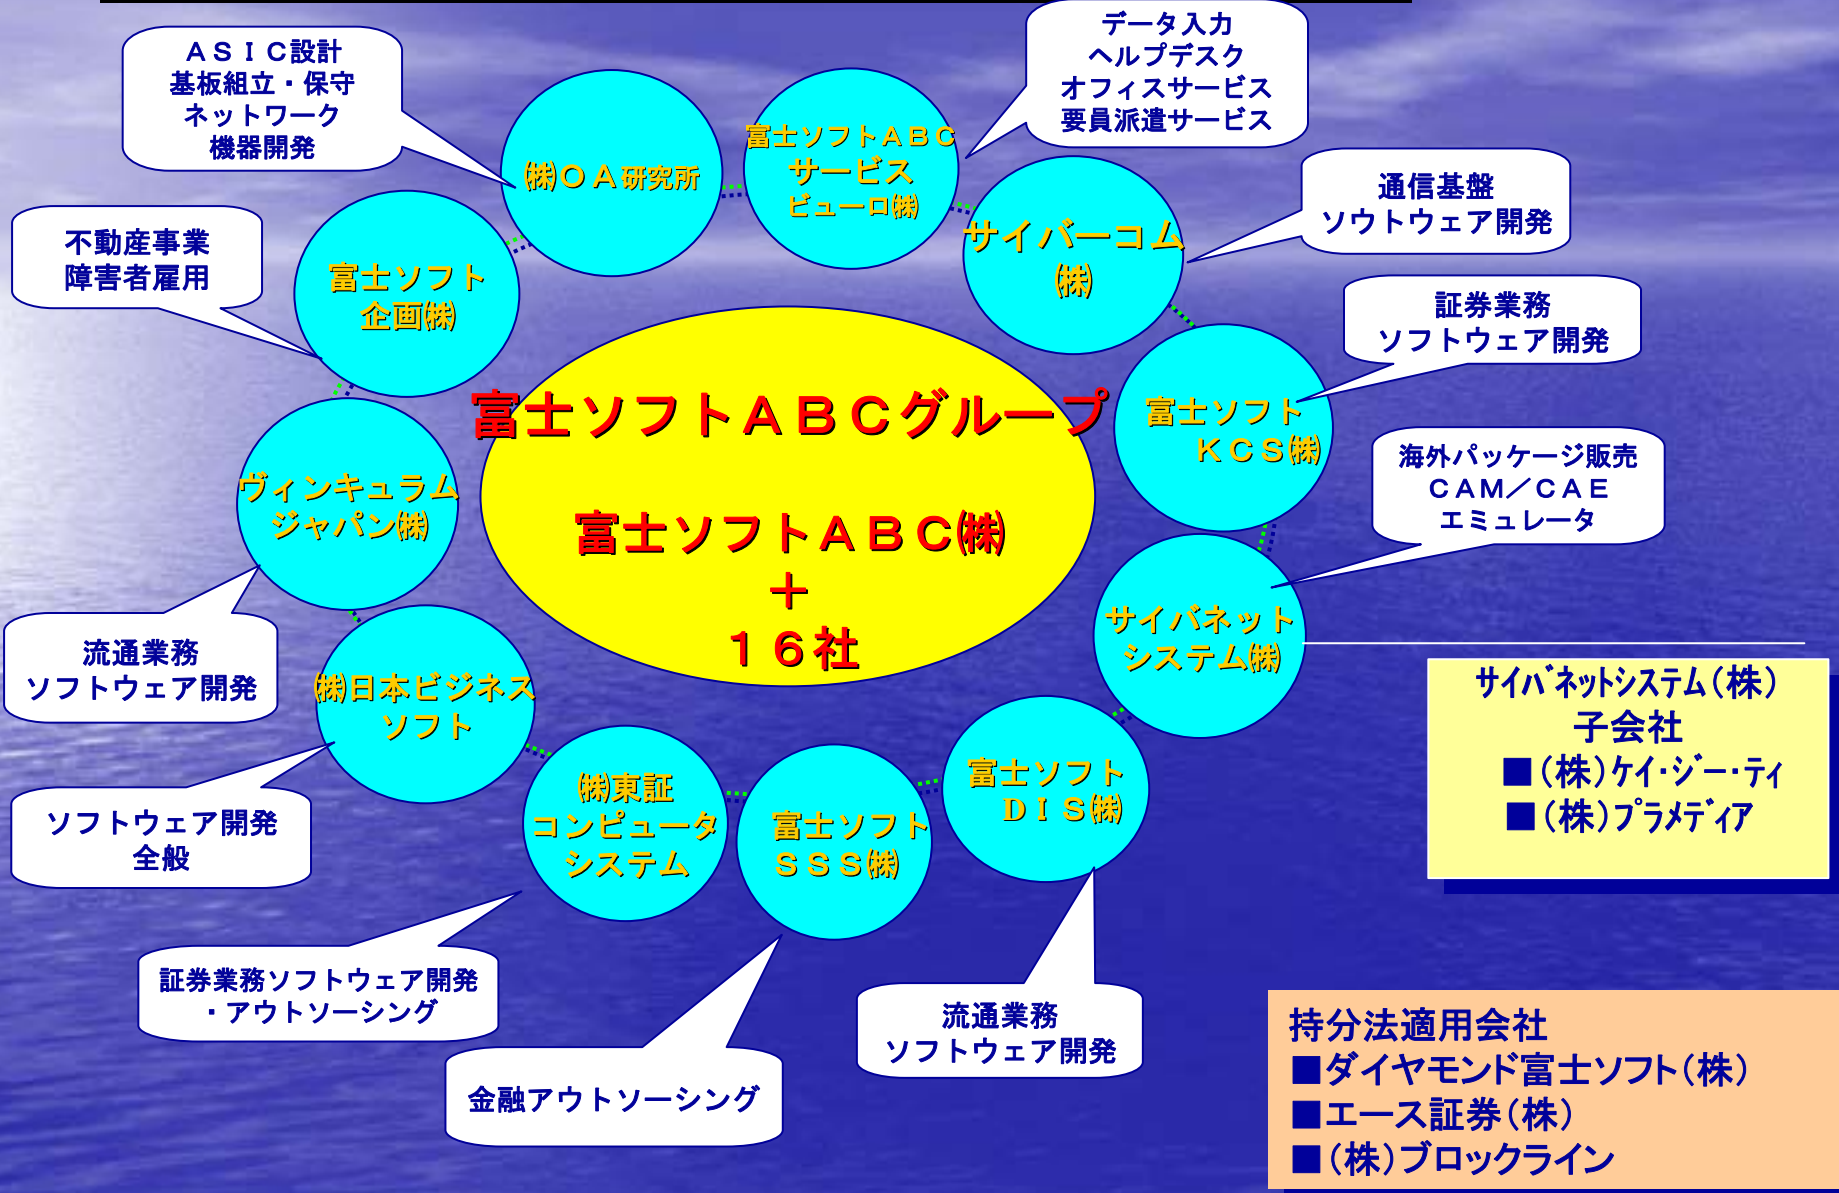 ＡＳＩＣ設計
基板組立・保守
ネットワーク
機器開発
データ入力
ヘルプデスク
オフィスサービス
要員派遣サービス
㈱ＯＡ研究所
富士ソフトＡＢＣ
サービス
ビューロ㈱
通信基盤
ソウトウェア開発
サイバーコム
㈱
不動産事業
障害者雇用
富士ソフト
企画㈱
証券業務
ソフトウェア開発
富士ソフト
ＫＣＳ㈱
富士ソフトＡＢＣグループ
富士ソフトＡＢＣ㈱
＋
１６社
海外パッケージ販売
ＣＡＭ／ＣＡＥ
エミュレータ
ヴィンキュラム
ジャパン㈱
サイバネット
システム㈱
流通業務
ソフトウェア開発
㈱日本ビジネス
ソフト
サイバネットシステム（株）
子会社
■（株）ケイ・ジー・ティ
■（株）プラメディア
ソフトウェア開発
全般
㈱東証
コンピュータ
システム
富士ソフト
ＳＳＳ㈱
富士ソフト
ＤＩＳ㈱
証券業務ソフトウェア開発
・アウトソーシング
金融アウトソーシング
流通業務
ソフトウェア開発
持分法適用会社
■ダイヤモンド富士ソフト（株）
■エース証券（株）
■（株）ブロックライン